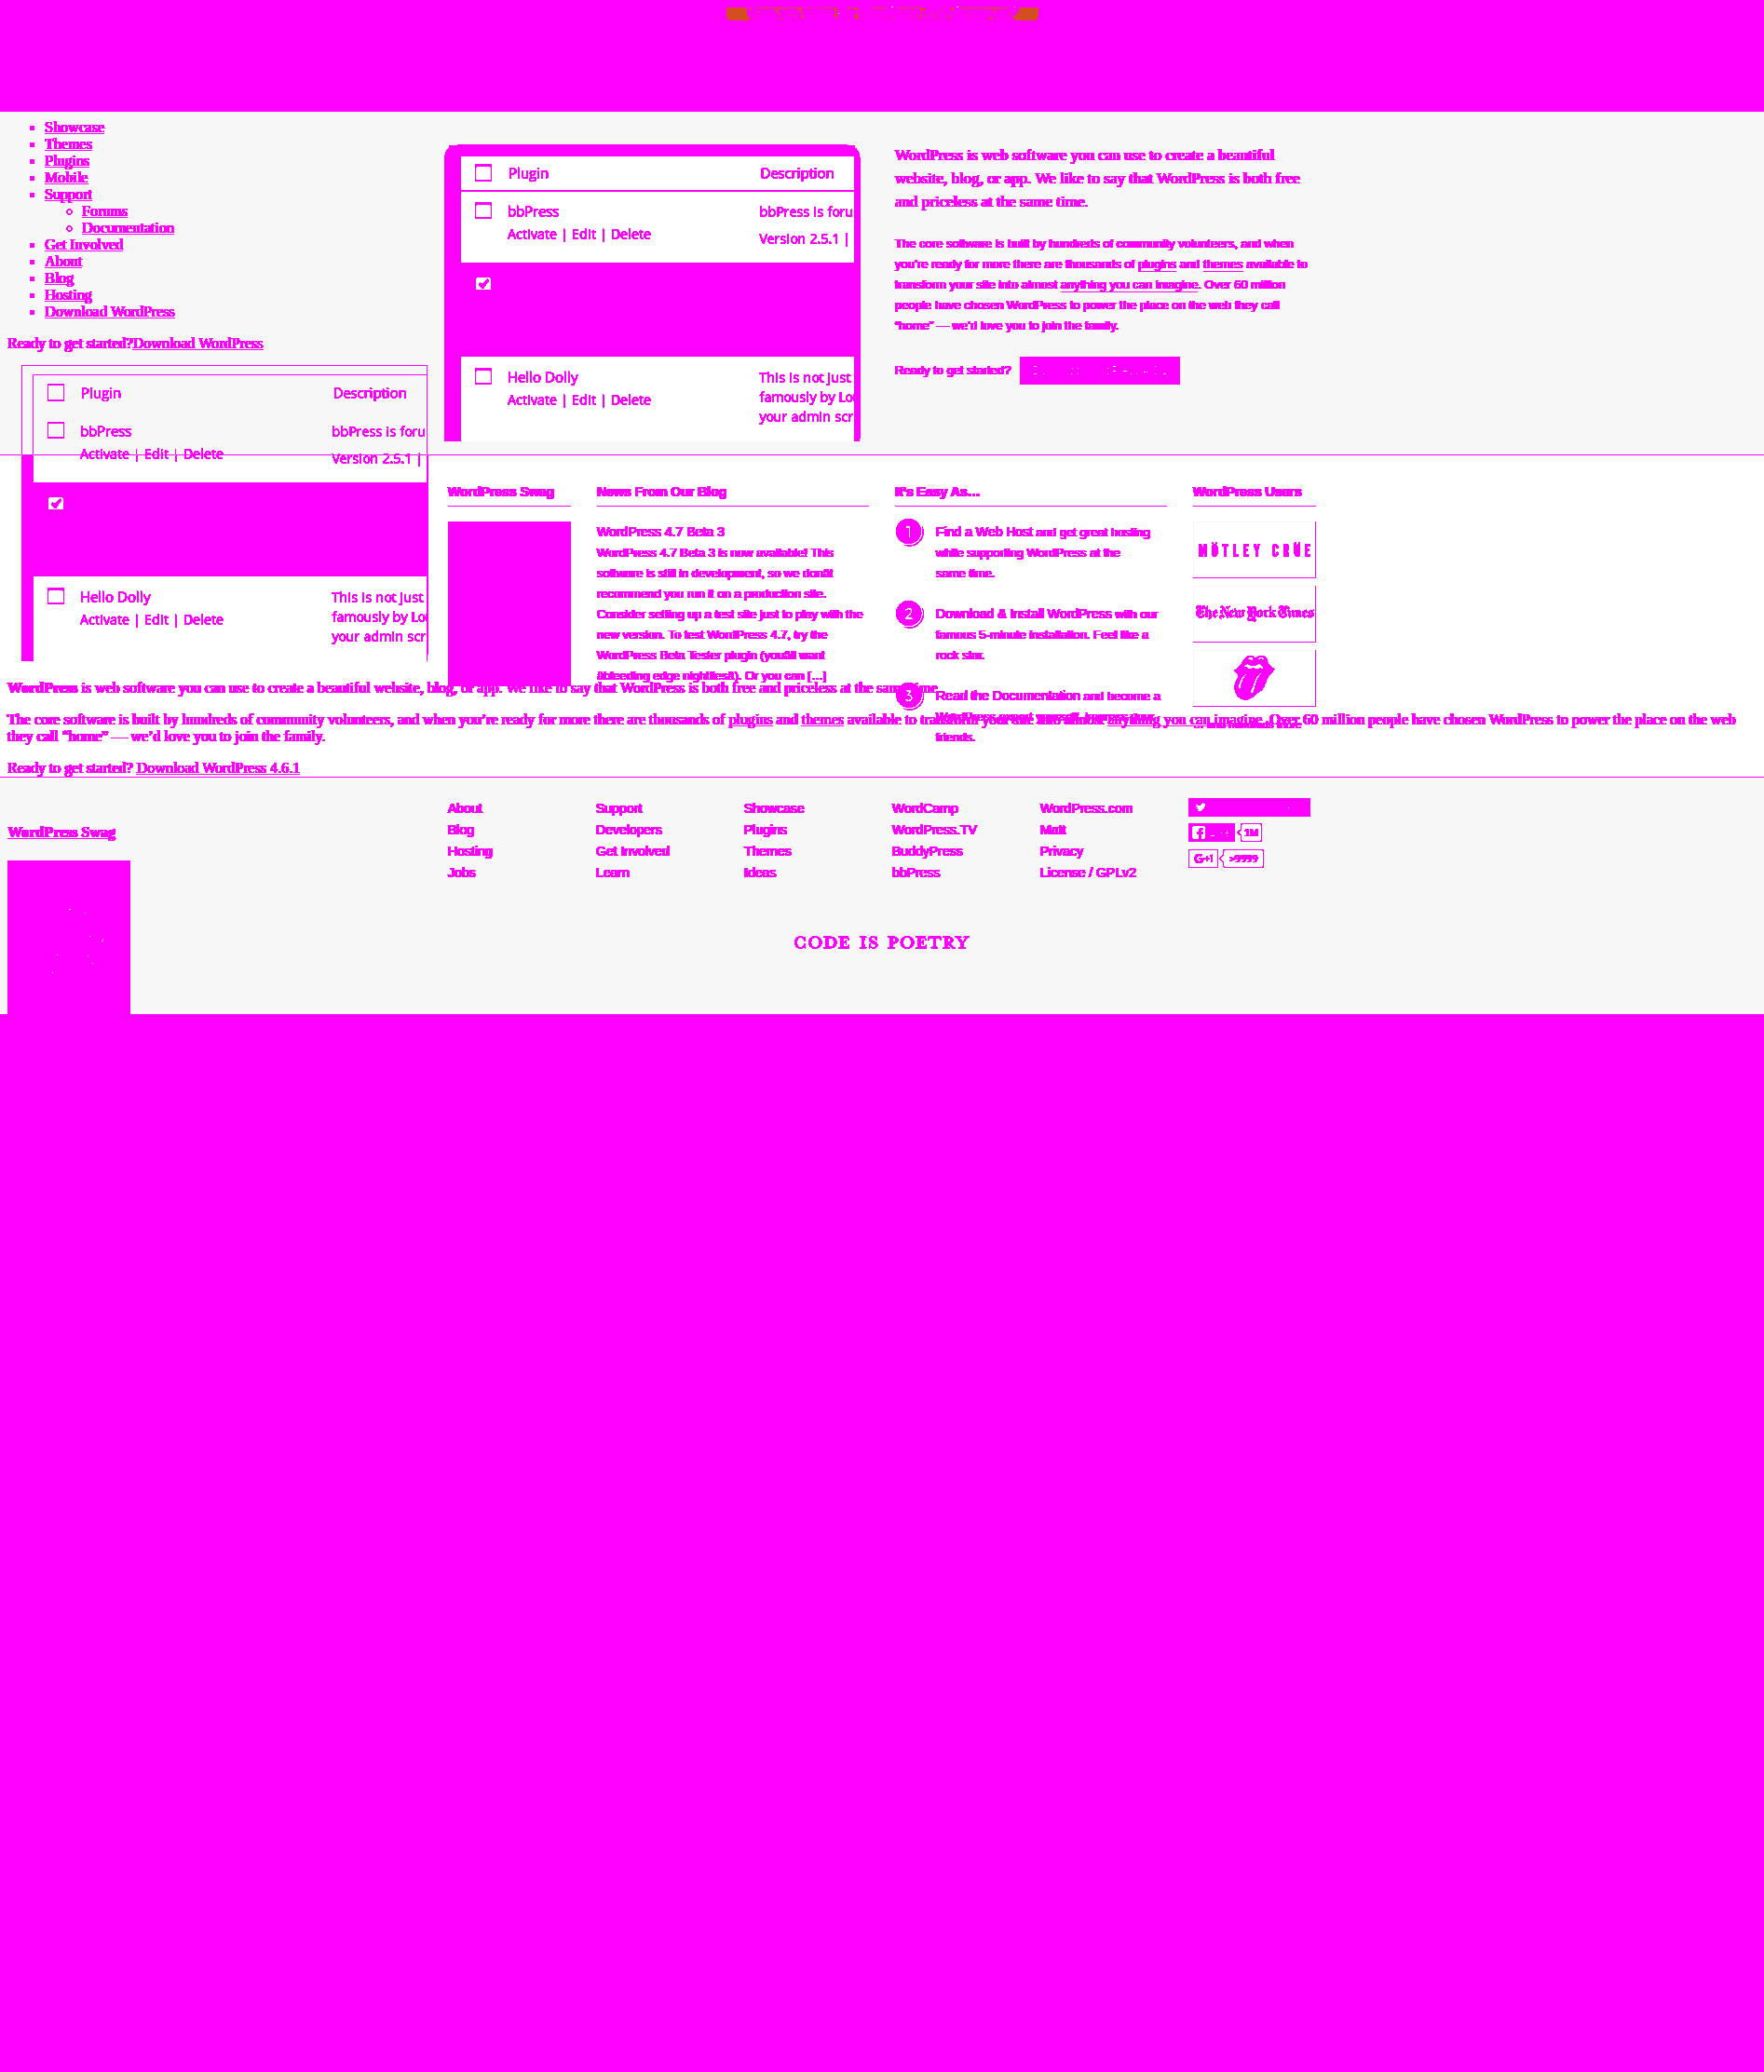 Showcase
Themes
Plugins
Mobile
Support
Forums
Documentation
Get Involved
About
Blog
Hosting
Download WordPress
Ready to get started?Download WordPress
Plugin Description
bbPress bbPress is foru
Activate | Edit | Delete Version 2.5.1 |
Hello Dolly This is not just
Activate | Edit | Delete famously by Lo
your admin scr
WordPress is web software you can use to create a beautiful
website, blog, or app. We like to say that WordPress is both free
and priceless at the same time.
The core software is built by hundreds of community volunteers, and when
you're ready for more there are thousands of plugins and themes available to
transform your site into almost anything you can imagine. Over 60 million
people have chosen WordPress to power the place on the web they call
“home” — we'd love you to join the family.
Ready to get started?
Plugin Description
bbPress bbPress is foru
Activate | Edit | Delete Version 2.5.1 |
Hello Dolly This is not just
Activate | Edit | Delete famously by Lo
your admin scr
WordPress Swag
News From Our Blog
WordPress 4.7 Beta 3
WordPress 4.7 Beta 3 is now available! This
software is still in development, so we donât
recommend you run it on a production site.
Consider setting up a test site just to play with the
new version. To test WordPress 4.7, try the
WordPress Beta Tester plugin (youâll want
âbleeding edge nightliesâ). Or you can [...]
It's Easy As...
1 Find a Web Host and get great hosting
while supporting WordPress at the
same time.
2 Download & Install WordPress with our
famous 5-minute installation. Feel like a
rock star.
3 Read the Documentation and become a
friends.
WordPress Users
MÖTLEY CRÜE
The New York Times
WordPress is web software you can use to create a beautiful website, blog, or app. We like to say that WordPress is both free and priceless at the same time.
The core software is built by hundreds of community volunteers, and when you’re ready for more there are thousands of plugins and themes available to transform your site into almost anything you can imagine. Over 60 million people have chosen WordPress to power the place on the web
they call “home” — we’d love you to join the family.
Ready to get started? Download WordPress 4.6.1
WordPress Swag
About
Blog
Hosting
Jobs
Support
Developers
Get Involved
Learn
Showcase
Plugins
Themes
Ideas
WordCamp
WordPress.TV
BuddyPress
bbPress
WordPress.com
Matt
Privacy
License / GPLv2
1M
G+1 >9999
CODE IS POETRY